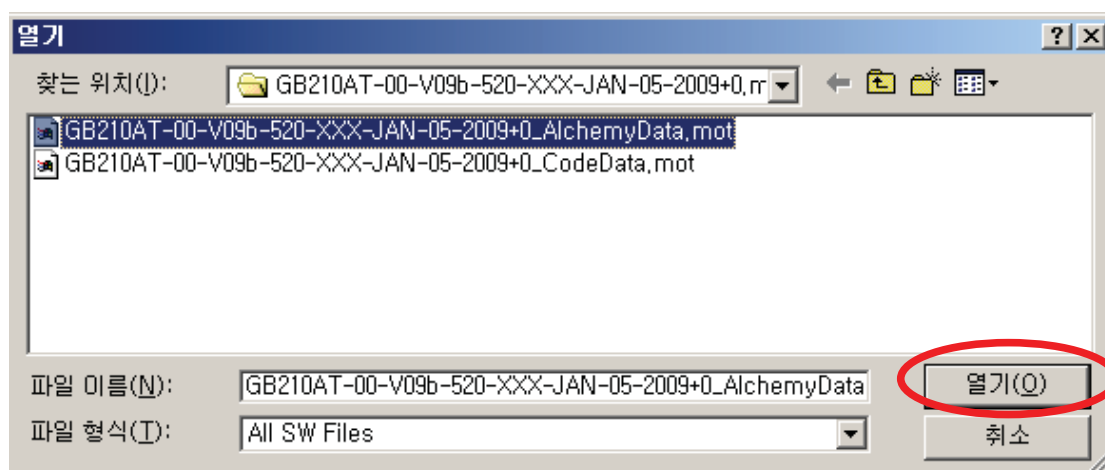 열기
찾는 위치(I):
GB210AT-00-V09b-520-XXX-JAN-05-2009+0.m
GB210AT-00-V09b-520-XXX-JAN-05-2009+0_AlchemyData.mot
GB210AT-00-V09b-520-XXX-JAN-05-2009+0_CodeData.mot
파일 이름(N):
GB210AT-00-V09b-520-XXX-JAN-05-2009+0_AlchemyData
열기(O)
파일 형식(T):
All SW Files
취소